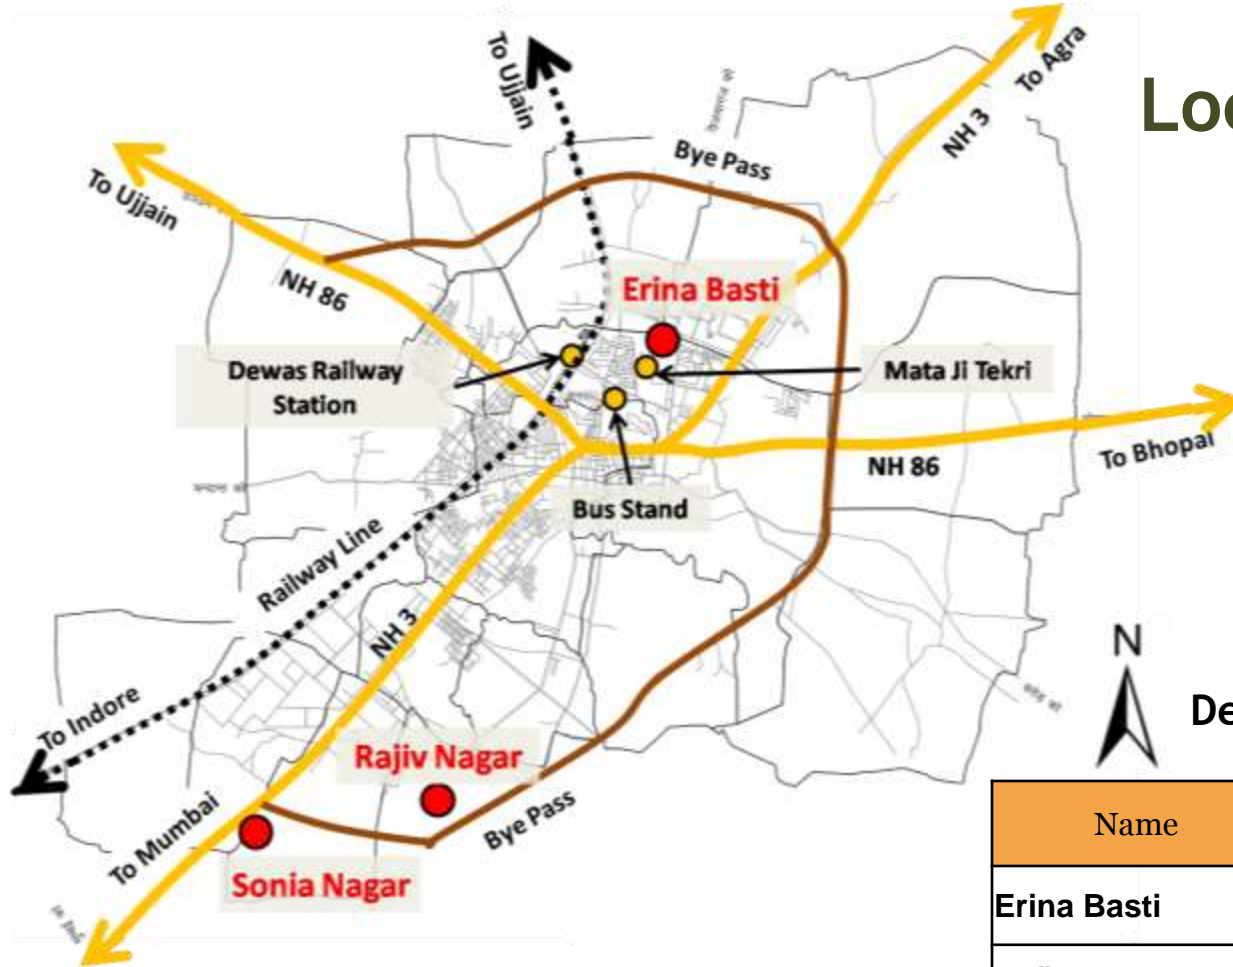 To Ujjain
To Agra
Loc
NH 3
Bye Pass
To Ujjain
NH 86
Erina Basti
Dewas Railway
Station
Mata Ji Tekri
To Bhopal
NH 86
Bus Stand
Railway Line
NH 3
N
To Indore
De
Rajiv Nagar
To Mumbai
Bye Pass
Name
Sonia Nagar
Erina Basti